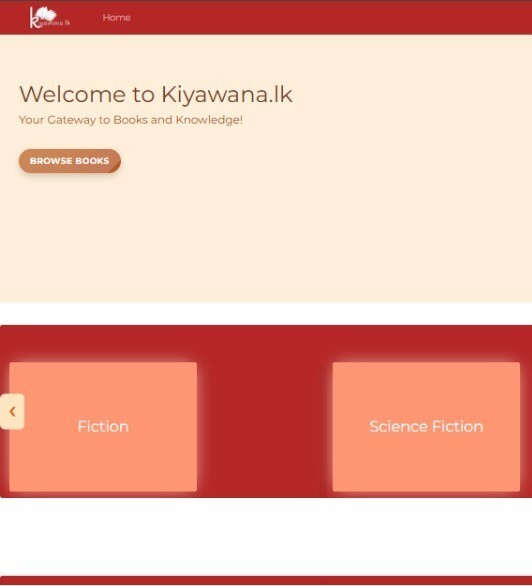 Kiyawana.lk
Home
Welcome to Kiyawana.lk
Your Gateway to Books and Knowledge!
BROWSE BOOKS
Fiction
Science Fiction